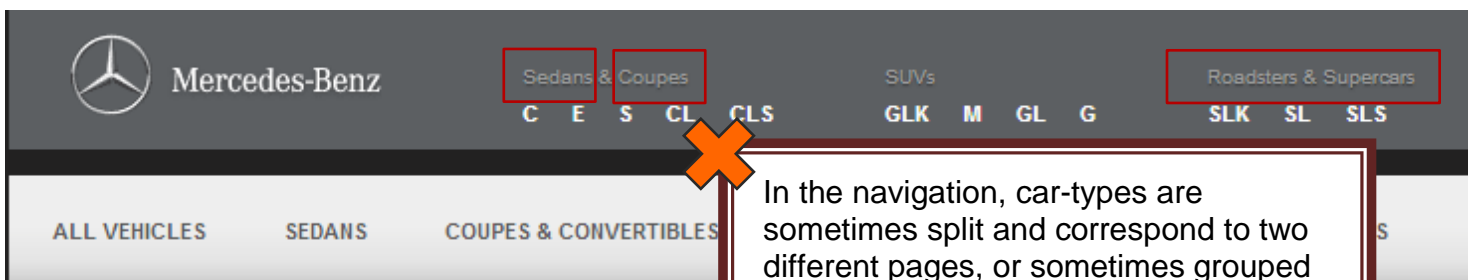 Mercedes-Benz
Sedans & Coupes SUVs Roadsters & Supercars
C E S CL CLS GLK M GL G SLK SL SLS
In the navigation, car-types are
sometimes split and correspond to two
different pages, or sometimes grouped
ALL VEHICLES SEDANS COUPES & CONVERTIBLES S